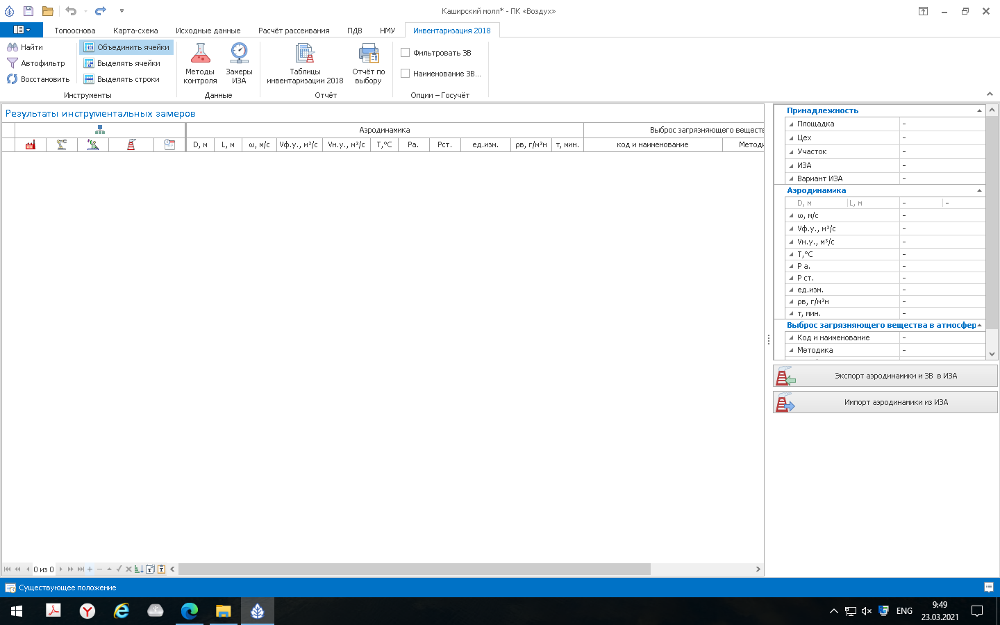 Каширский молл* - ПК «Воздух»
Топооснова Карта-схема Исходные данные Расчёт рассеивания ПДВ НМУ Инвентаризация 2018
Найти
Автофильтр
Восстановить
Объединить ячейки
Выделять ячейки
Выделять строки
Инструменты
Методы контроля
Замеры ИЗА
Данные
Таблицы инвентаризации 2018
Отчёт по выбору
Отчёт
Фильтровать ЗВ
Наименование ЗВ...
Опции – Госучёт
Результаты инструментальных замеров
Аэродинамика Выброс загрязняющего веществ
D, м L, м ω, м/с Vф.у., м³/с Vн.у., м³/с T,°C Pа. Pст. ед.изм. ρв, г/м³н т, мин. код и наименование Методи
0 из 0
Принадлежность
Площадка –
Цех –
Участок –
ИЗА –
Вариант ИЗА –
Аэродинамика
D, м L, м – –
ω, м/с –
Vф.у., м³/с –
Vн.у., м³/с –
T,°C –
P а. –
P ст. –
ед.изм. –
ρв, г/м³н –
т, мин. –
Выброс загрязняющего вещества в атмосфер
Код и наименование –
Методика –
Экспорт аэродинамики и ЗВ в ИЗА
Импорт аэродинамики из ИЗА
Существующее положение
ENG
9:49
23.03.2021